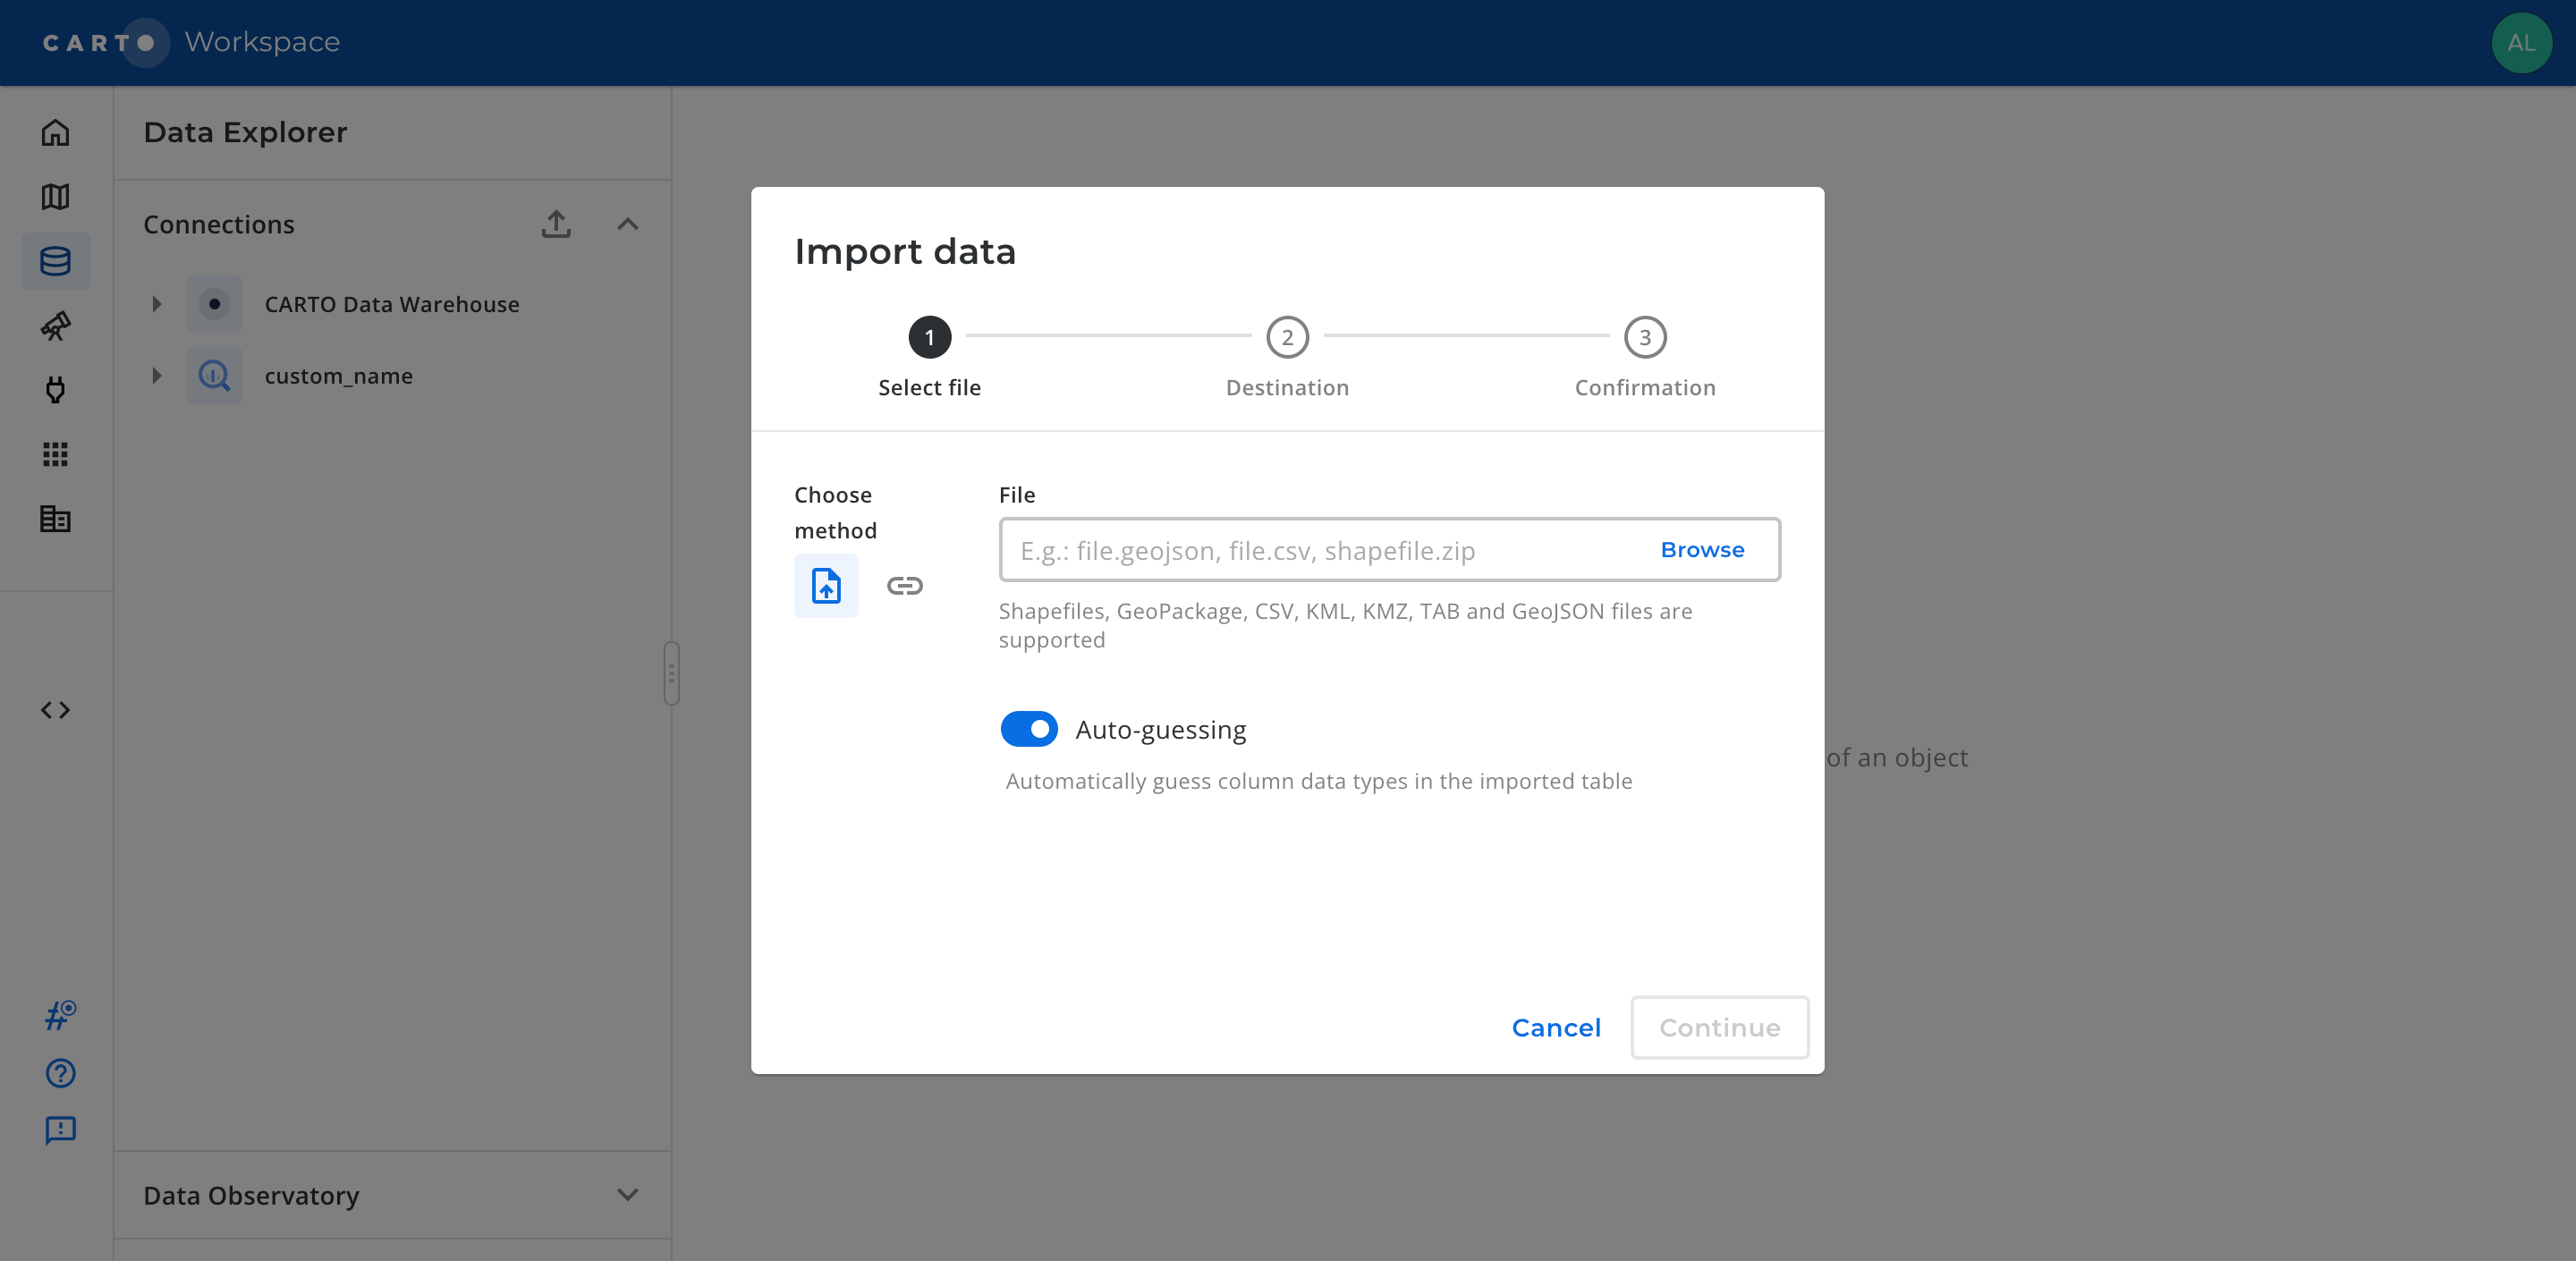 CARTO Workspace
AL
Data Explorer
Connections
CARTO Data Warehouse
custom_name
Data Observatory
Import data
1
2
3
Select file
Destination
Confirmation
Choose
method
File
E.g.: file.geojson, file.csv, shapefile.zip
Browse
Shapefiles, GeoPackage, CSV, KML, KMZ, TAB and GeoJSON files are
supported
Auto-guessing
Automatically guess column data types in the imported table
of an object
Cancel
Continue